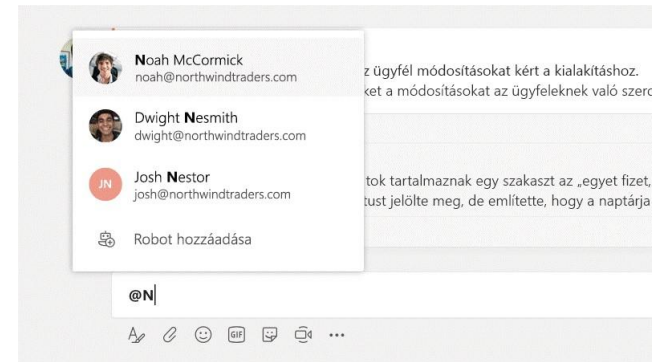 Noah McCormick
noah@northwindtraders.com
z ügyfél módosításokat kért a kialakításhoz.
ket a módosításokat az ügyfeleknek való szerc
Dwight Nesmith
dwight@northwindtraders.com
JN
Josh Nestor
josh@northwindtraders.com
tok tartalmaznak egy szakaszt az „egyet fizet,
tust jelölte meg, de említette, hogy a naptárja
Robot hozzáadása
@N
GIF